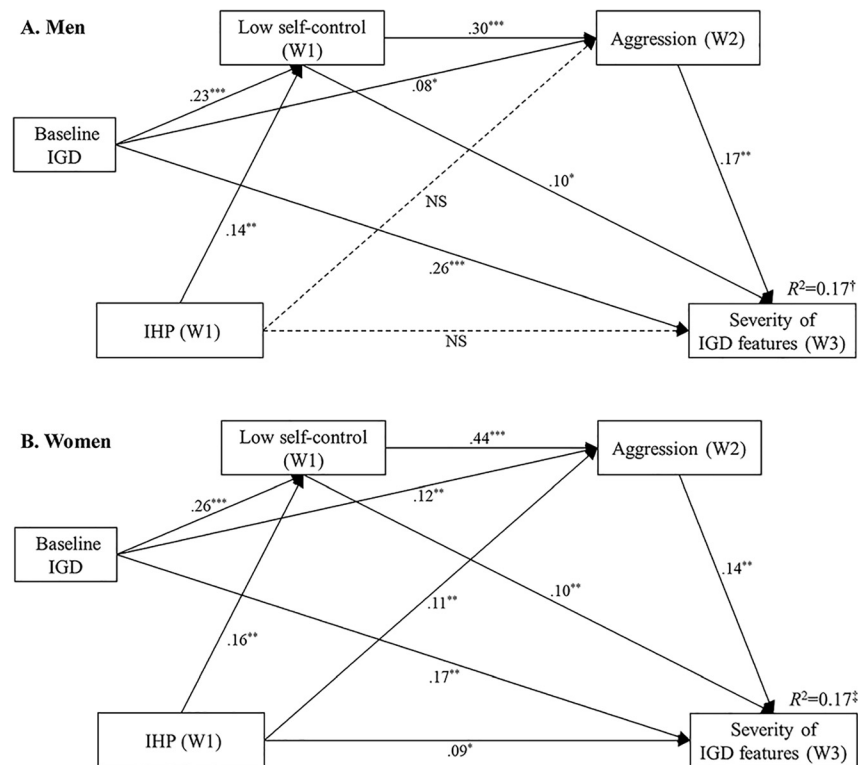 A. Men
Low self-control
(W1)
.30***
Aggression (W2)
.23***
.08*
Baseline
IGD
.17**
.10*
NS
.14**
.26***
R²=0.17†
IHP (W1)
NS
Severity of
IGD features (W3)
B. Women
Low self-control
(W1)
.44***
Aggression (W2)
.26***
.12**
Baseline
IGD
.14**
.10**
.11**
.16**
.17**
R²=0.17‡
IHP (W1)
.09*
Severity of
IGD features (W3)